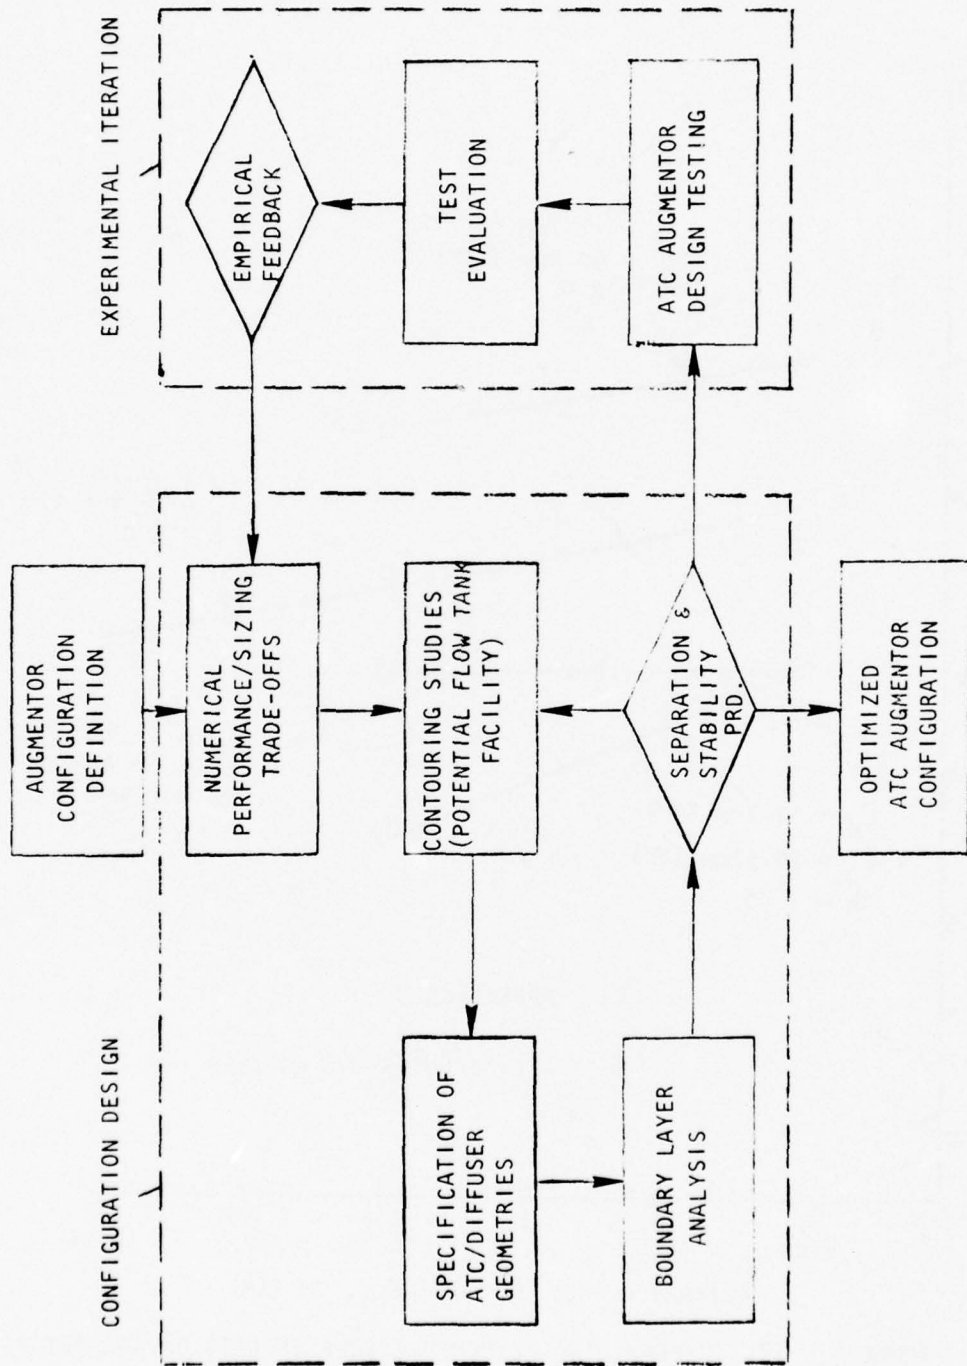 CONFIGURATION DESIGN
EXPERIMENTAL ITERATION
AUGMENTOR
CONFIGURATION
DEFINITION
NUMERICAL
PERFORMANCE/SIZING
TRADE-OFFS
EMPIRICAL
FEEDBACK
SPECIFICATION OF
ATC/DIFFUSER
GEOMETRIES
CONTOURING STUDIES
(POTENTIAL FLOW TANK
FACILITY)
TEST
EVALUATION
BOUNDARY LAYER
ANALYSIS
SEPARATION &
STABILITY
PRD
ATC AUGMENTOR
DESIGN TESTING
OPTIMIZED
ATC AUGMENTOR
CONFIGURATION